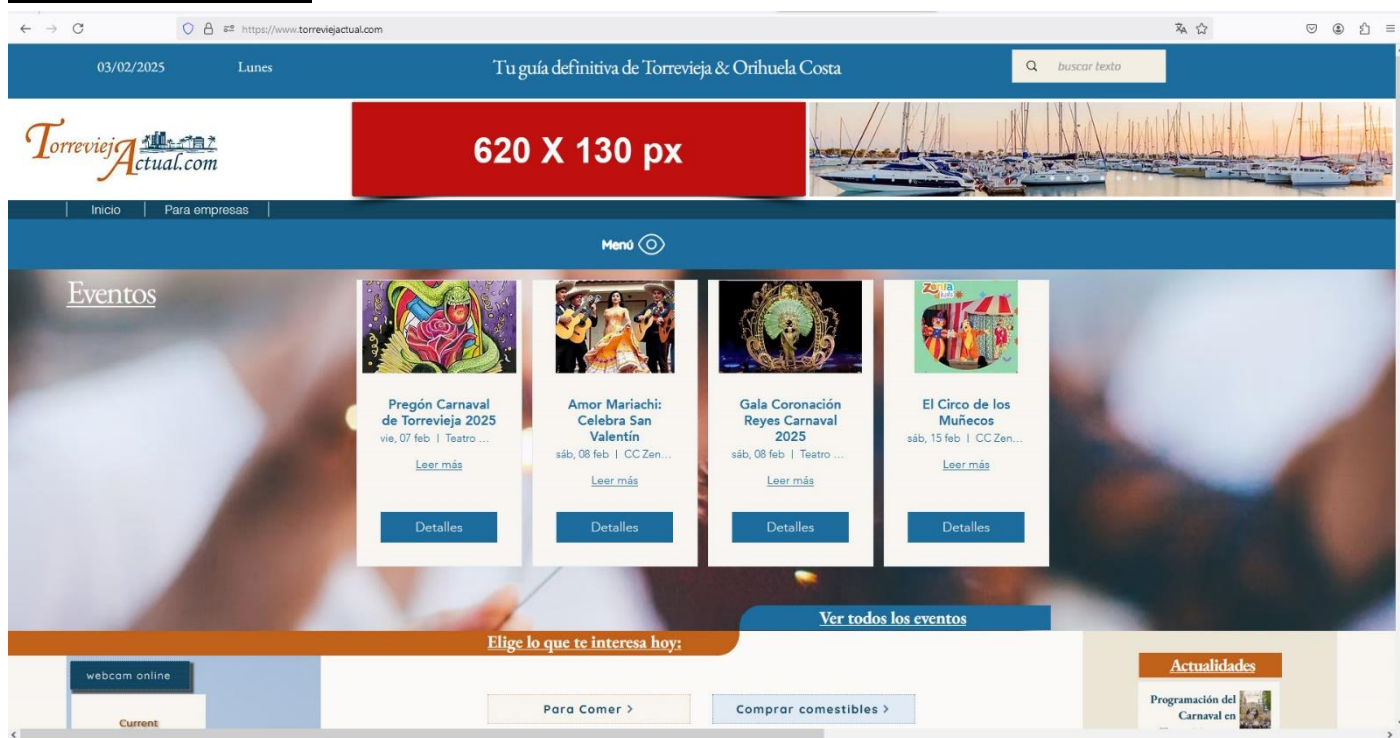 https://www.torreviejactual.com
03/02/2025 Lunes Tu guía definitiva de Torrevieja & Orihuela Costa buscar texto
TorreviejActual.com
620 X 130 px
Inicio Para empresas
Menú
Eventos
Zenia
Pregón Carnaval
de Torrevieja 2025
vie, 07 feb | Teatro ...
Leer más
Detalles
Amor Mariachi:
Celebra San
Valentín
sáb, 08 feb | CC Zen...
Leer más
Detalles
Gala Coronación
Reyes Carnaval
2025
sáb, 08 feb | Teatro ...
Leer más
Detalles
El Circo de los
Muñecos
sáb, 15 feb | CC Zen...
Leer más
Detalles
Ver todos los eventos
Elige lo que te interesa hoy:
webcam online
Current
Para Comer >
Comprar comestibles >
Actualidades
Programación del
Carnaval en